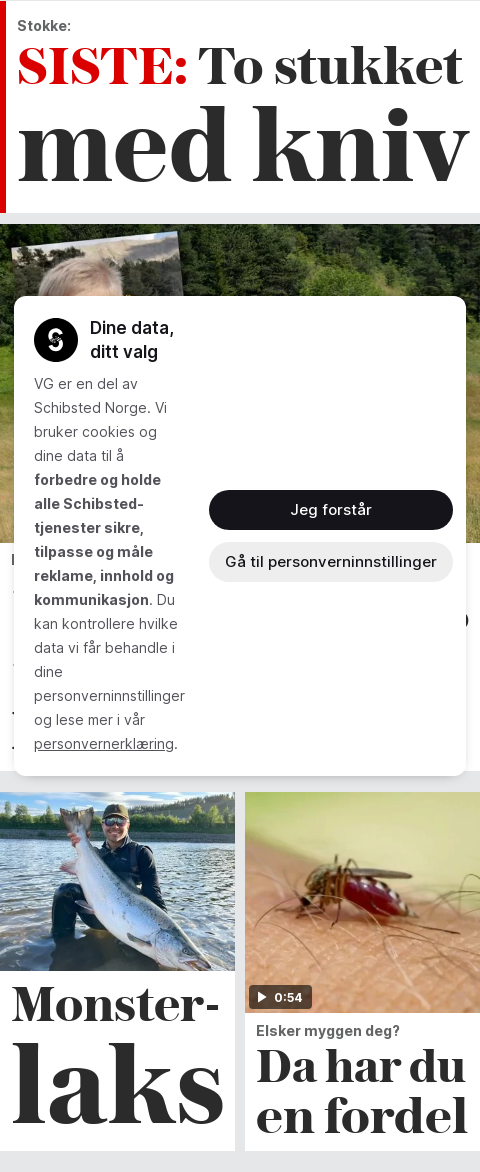 Stokke:
SISTE: To stukket
med kniv
Dine data,
ditt valg
VG er en del av
Schibsted Norge. Vi
bruker cookies og
dine data til å
forbedre og holde
alle Schibsted-
tjenester sikre,
tilpasse og måle
reklame, innhold og
kommunikasjon. Du
kan kontrollere hvilke
data vi får behandle i
dine
personverninnstillinger
og lese mer i vår
personvernerklæring.
Jeg forstår
Gå til personverninnstillinger
Monster-
laks
0:54
Elsker myggen deg?
Da har du
en fordel